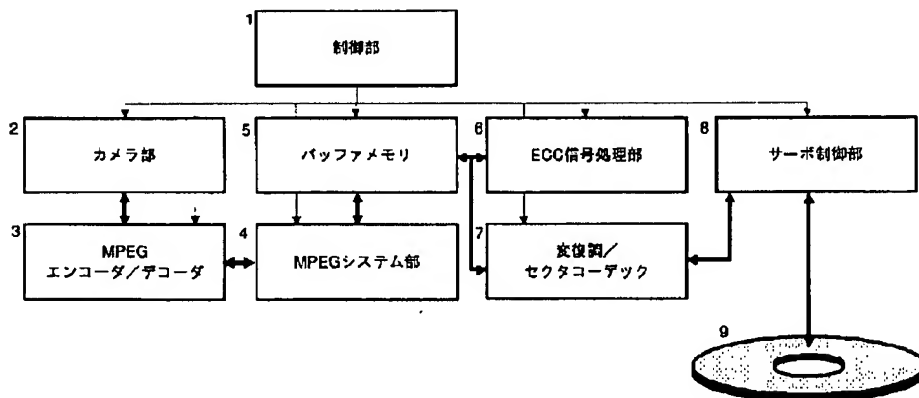 1
制御部
2
カメラ部
5
バッファメモリ
6
ECC信号処理部
8
サーボ制御部
3
MPEG
エンコーダ／デコーダ
4
MPEGシステム部
7
変復調／
セクタコーデック
9